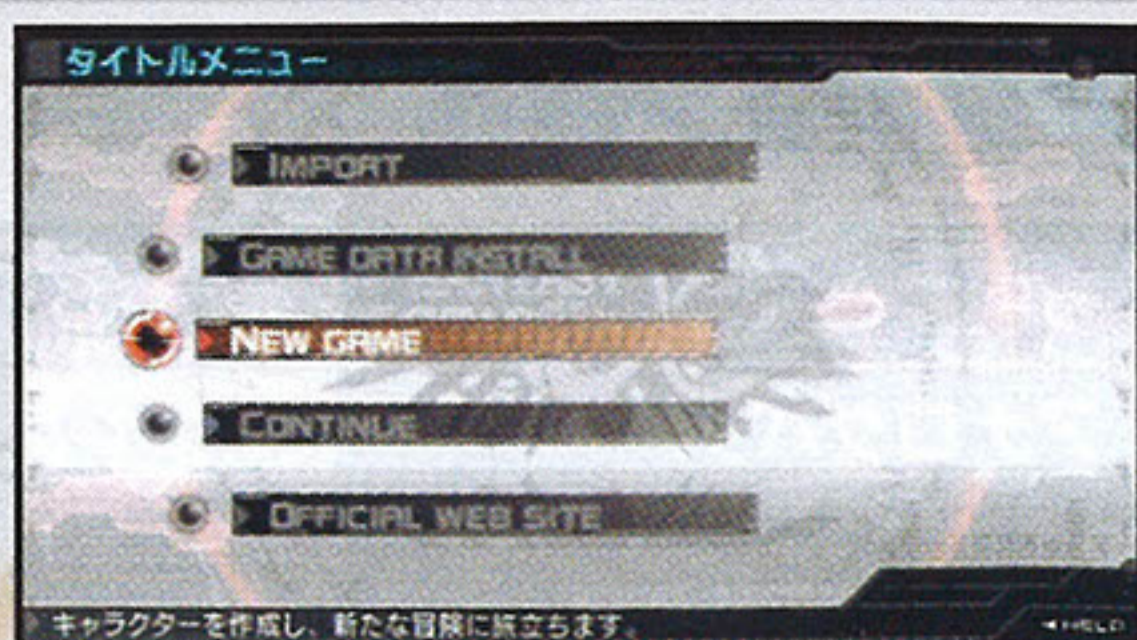 タイトルメニュー
IMPORT
GAME DATA INSTALL
NEW GAME
CONTINUE
OFFICIAL WEB SITE
キャラクターを作成し、新たな冒険に旅立ちます。
HELP